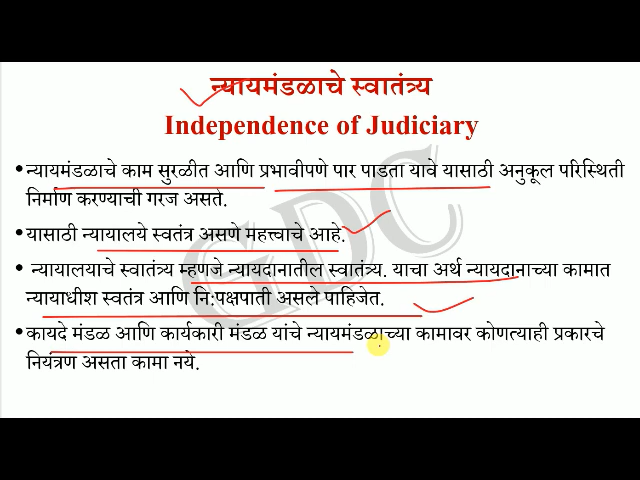 न्यायमंडळाचे स्वातंत्र्य
Independence of Judiciary
•न्यायमंडळाचे काम सुरळीत आणि प्रभावीपणे पार पाडता यावे यासाठी अनुकूल परिस्थिती
निर्माण करण्याची गरज असते.
•यासाठी न्यायालये स्वतंत्र असणे महत्त्वाचे आहे.
• न्यायालयाचे स्वातंत्र्य म्हणजे न्यायदानातील स्वातंत्र्य. याचा अर्थ न्यायदानाच्या कामात
न्यायाधीश स्वतंत्र आणि नि:पक्षपाती असले पाहिजेत.
•कायदे मंडळ आणि कार्यकारी मंडळ यांचे न्यायमंडळाच्या कामावर कोणत्याही प्रकारचे
नियंत्रण असता कामा नये.
GDC